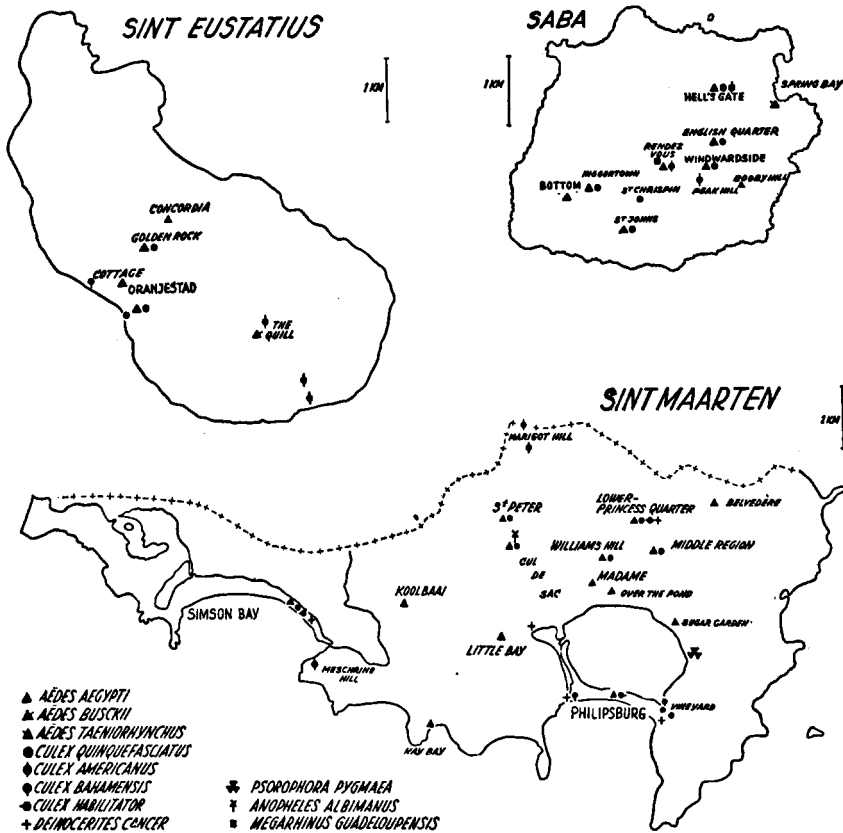 SINT EUSTATIUS
1 KM
CONCORDIA
GOLDEN ROCK
COTTAGE
ORANJESTAD
THE
QUILL
SABA
1 KM
HELL'S GATE
SPRING BAY
ENGLISH QUARTER
RENDEZ
VOUS
WINDWARDSIDE
BOOBY HILL
PEAK HILL
BOTTOM
ST CHRISPIN
ST JOHNS
SINT MAARTEN
1 KM
MARIGOT HILL
ST PETER
LOWER-
PRINCESS QUARTER
BELVEDÈRE
CUL
DE
SAC
WILLIAMS HILL
MIDDLE REGION
MADAME
OVER THE POND
KOOLBAAI
SIMSON BAY
SUGAR GARDEN
LITTLE BAY
MESCHRINE
HILL
PHILIPSBURG
VINEYARD
HAY BAY
AËDES AEGYPTI
AËDES BUSCKII
AËDES TAENIORHYNCHUS
CULEX QUINQUEFASCIATUS
CULEX AMERICANUS
CULEX BAHAMENSIS
CULEX HABILITATOR
DEINOCERITES CANCER
PSOROPHORA PYGMAEA
ANOPHELES ALBIMANUS
MEGARHINUS GUADELOUPENSIS